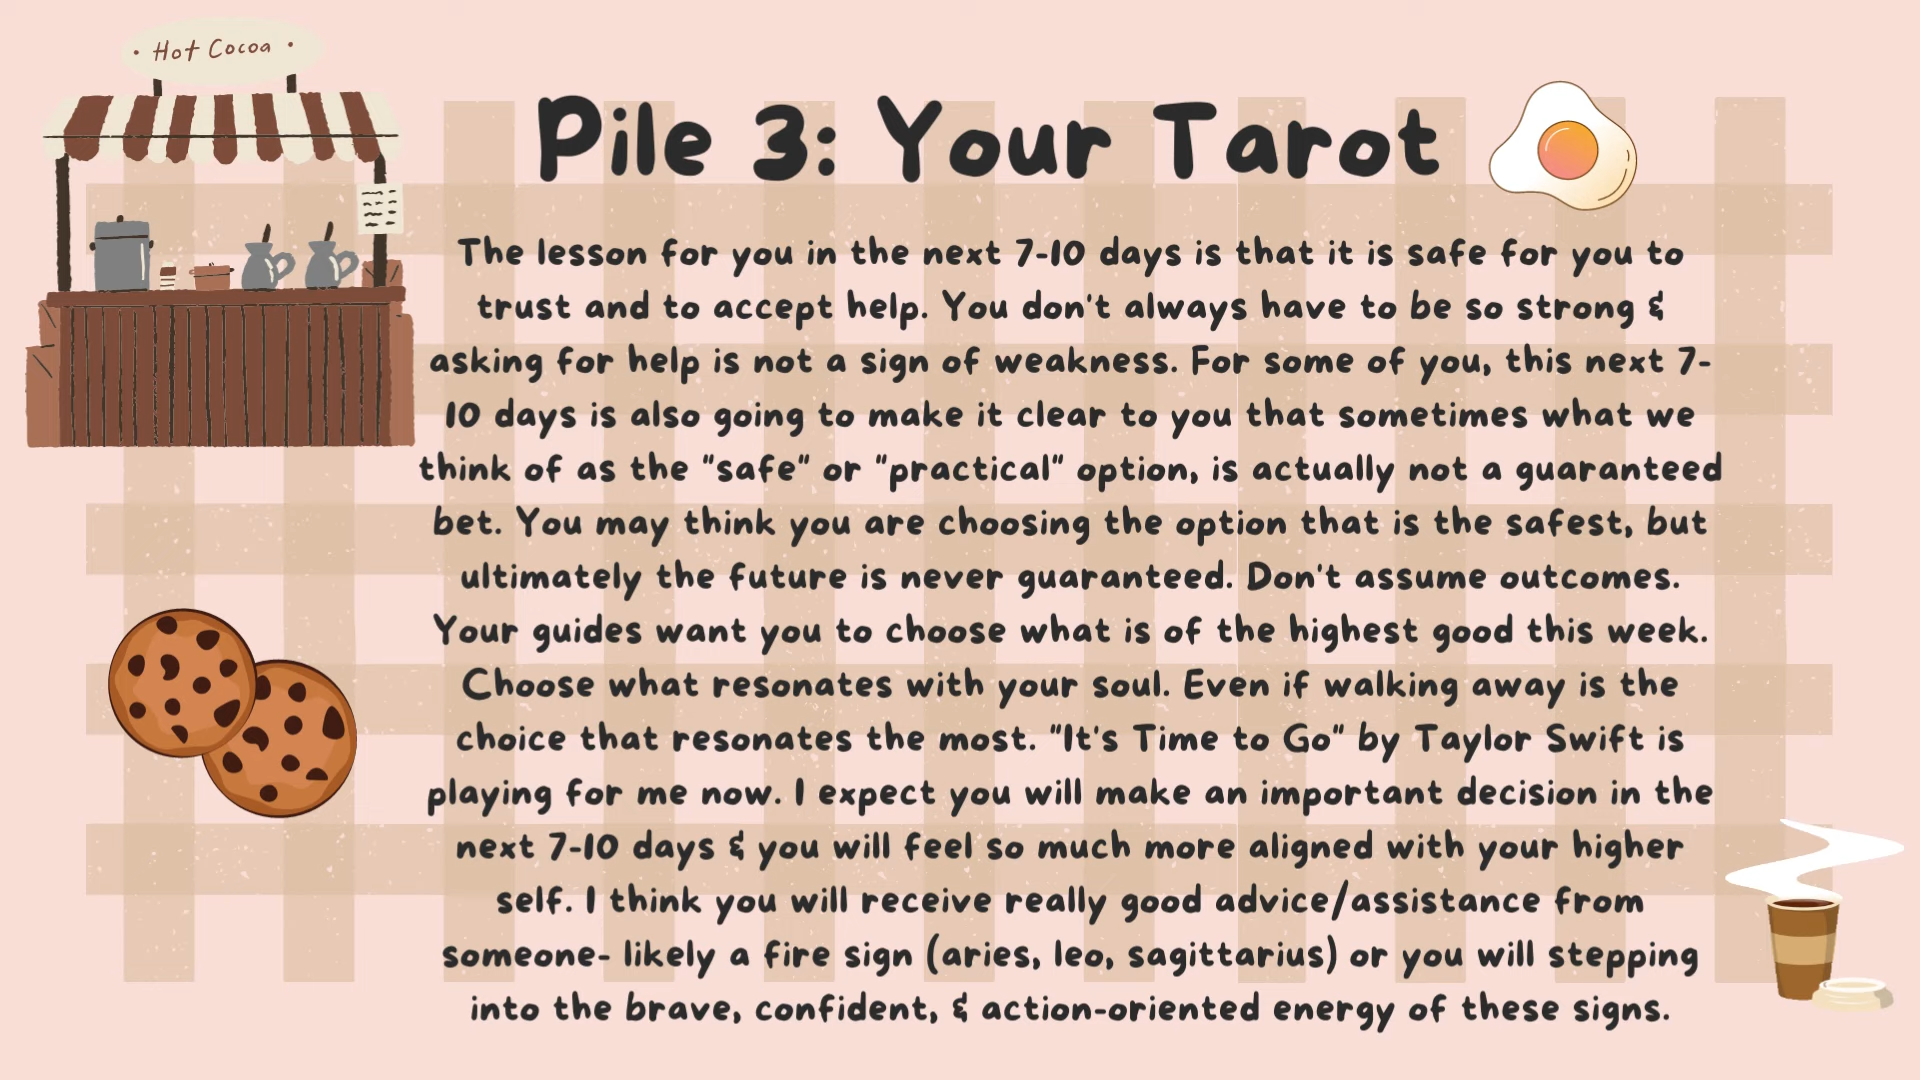 · Hot Cocoa ·
Pile 3: Your Tarot
The lesson for you in the next 7-10 days is that it is safe for you to
trust and to accept help. You don't always have to be so strong &
asking for help is not a sign of weakness. For some of you, this next 7-
10 days is also going to make it clear to you that sometimes what we
think of as the "safe" or "practical" option, is actually not a guaranteed
bet. You may think you are choosing the option that is the safest, but
ultimately the future is never guaranteed. Don't assume outcomes.
Your guides want you to choose what is of the highest good this week.
Choose what resonates with your soul. Even if walking away is the
choice that resonates the most. "It's Time to Go" by Taylor Swift is
playing for me now. I expect you will make an important decision in the
next 7-10 days & you will feel so much more aligned with your higher
self. I think you will receive really good advice/assistance from
someone- likely a fire sign (aries, leo, sagittarius) or you will stepping
into the brave, confident, & action-oriented energy of these signs.